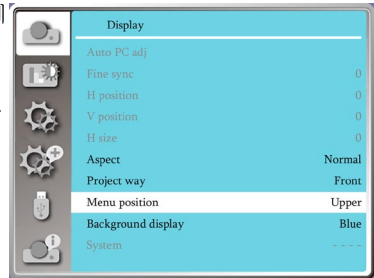 Display
Auto PC adj
Fine sync 0
H position 0
V position 0
H size 0
Aspect Normal
Project way Front
Menu position Upper
Background display Blue
System - - - -